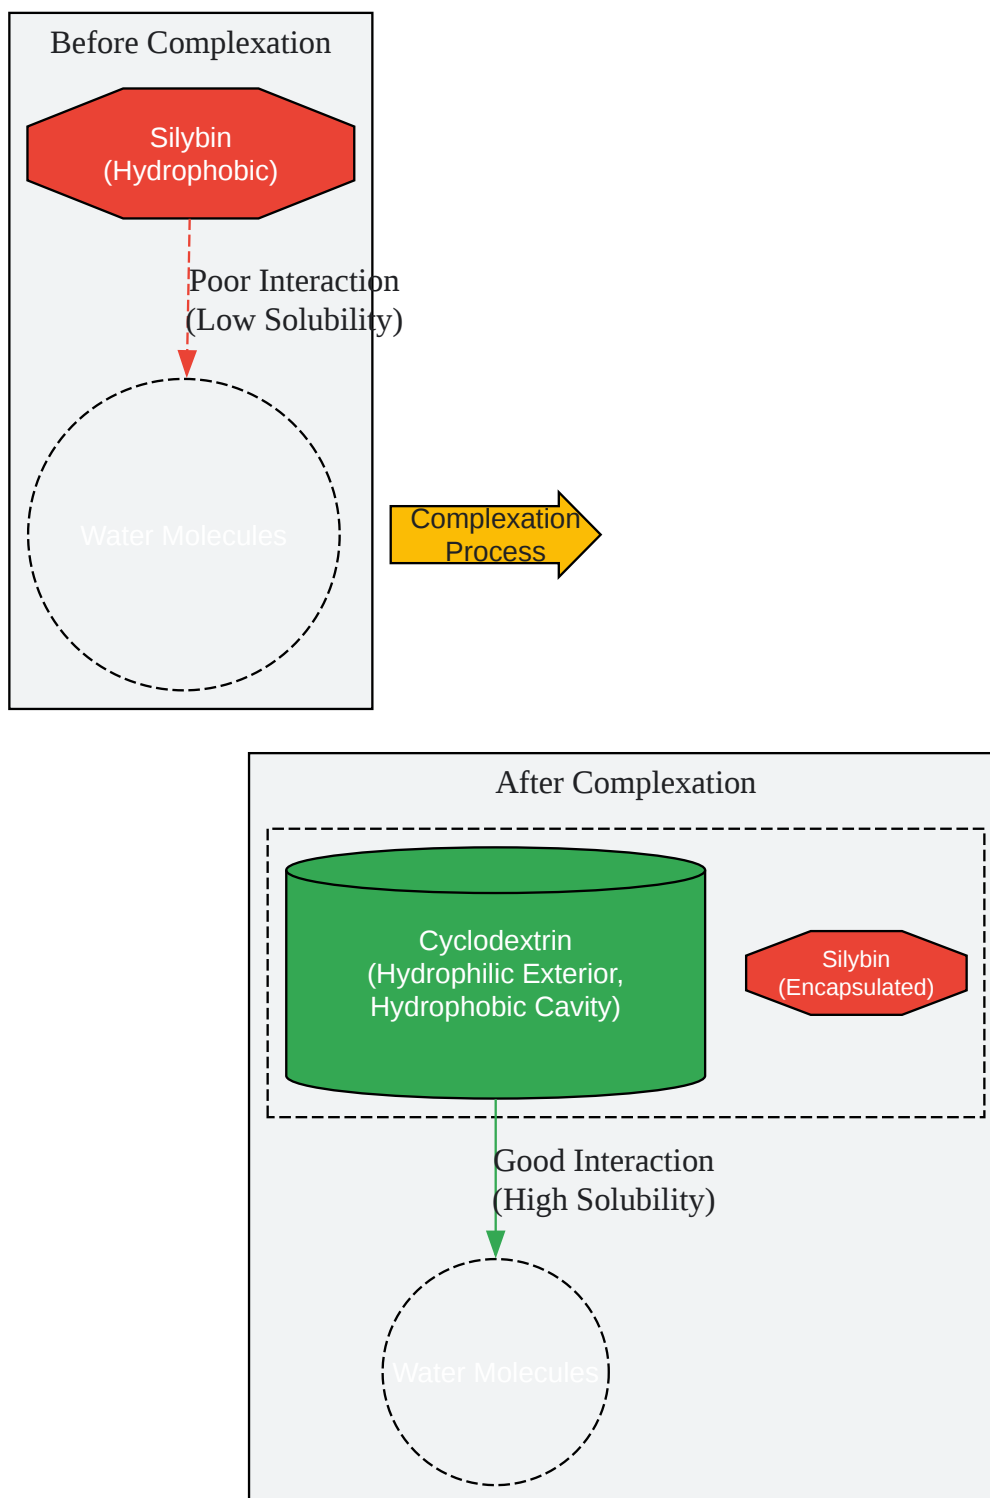 Before Complexation
Silybin
(Hydrophobic)
Poor Interaction
(Low Solubility)
Water Molecules
Complexation
Process
After Complexation
Cyclodextrin
(Hydrophilic Exterior,
Hydrophobic Cavity)
Silybin
(Encapsulated)
Good Interaction
(High Solubility)
Water Molecules